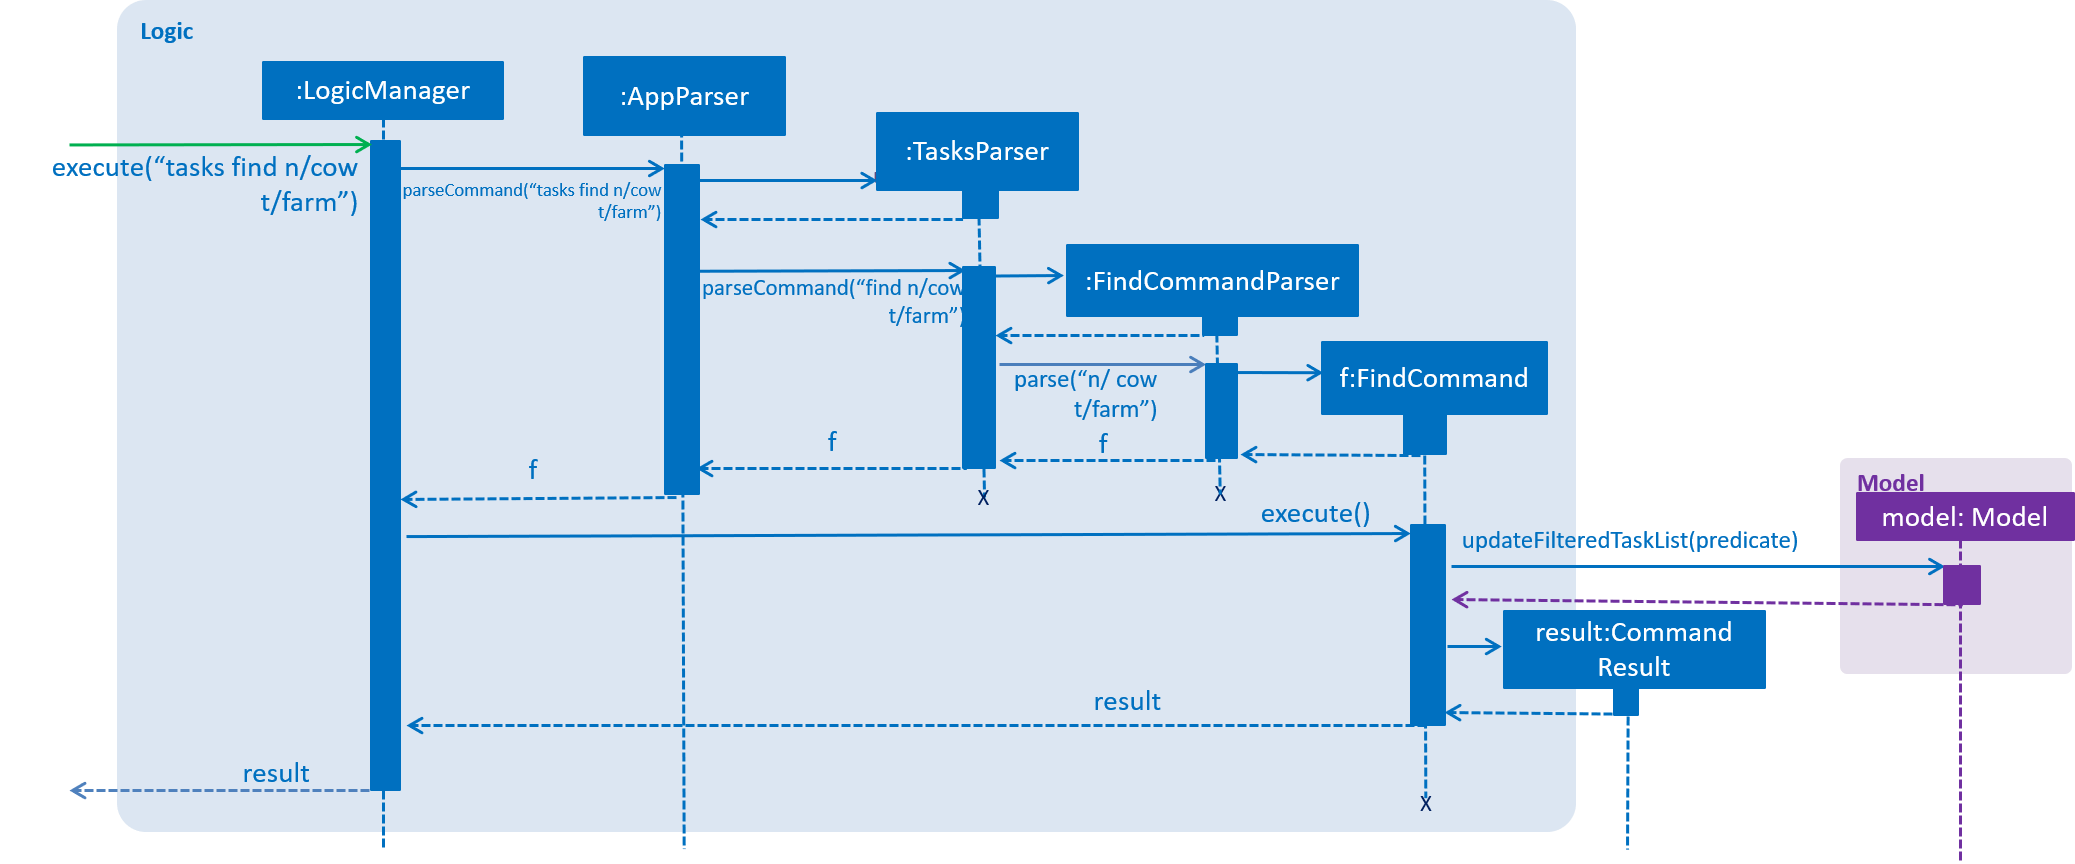 Logic
:LogicManager
:AppParser
:TasksParser
execute(“tasks find n/cow
t/farm”)
parseCommand(“tasks find n/cow
t/farm”)
:FindCommandParser
parseCommand(“find n/cow
t/farm”)
f:FindCommand
parse(“n/ cow
t/farm”)
f
f
f
X
X
Model
model: Model
execute()
updateFilteredTaskList(predicate)
result:Command
Result
result
result
X